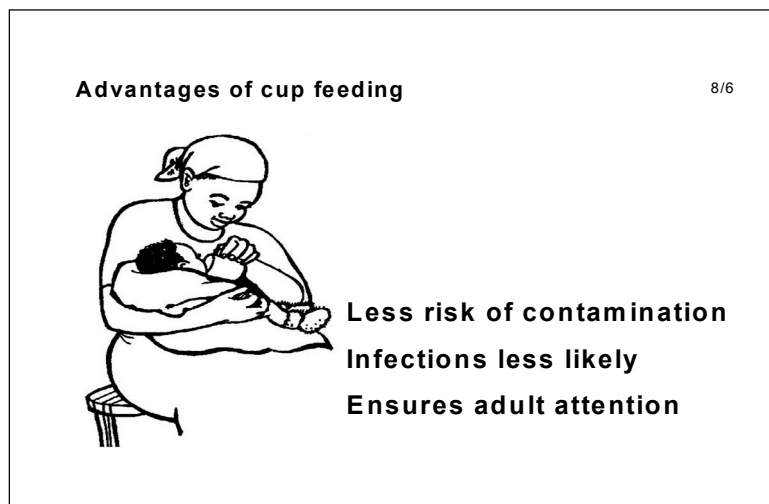 Advantages of cup feeding
8/6
Less risk of contamination
Infections less likely
Ensures adult attention